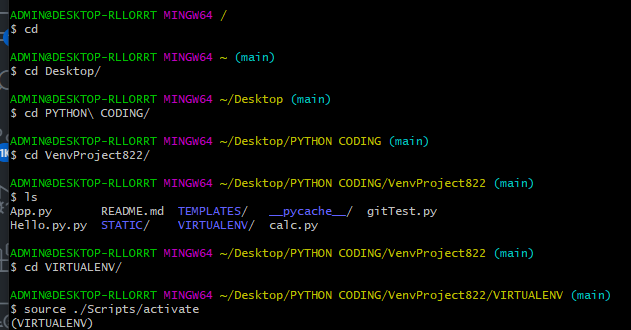 ADMIN@DESKTOP-RLLORRT MINGW64 /
$ cd
ADMIN@DESKTOP-RLLORRT MINGW64 ~ (main)
$ cd Desktop/
ADMIN@DESKTOP-RLLORRT MINGW64 ~/Desktop (main)
$ cd PYTHON\ CODING/
ADMIN@DESKTOP-RLLORRT MINGW64 ~/Desktop/PYTHON CODING (main)
$ cd VenvProject822/
ADMIN@DESKTOP-RLLORRT MINGW64 ~/Desktop/PYTHON CODING/VenvProject822 (main)
$ ls
App.py README.md TEMPLATES/ __pycache__/ gitTest.py
Hello.py.py STATIC/ VIRTUALENV/ calc.py
ADMIN@DESKTOP-RLLORRT MINGW64 ~/Desktop/PYTHON CODING/VenvProject822 (main)
$ cd VIRTUALENV/
ADMIN@DESKTOP-RLLORRT MINGW64 ~/Desktop/PYTHON CODING/VenvProject822/VIRTUALENV (main)
$ source ./Scripts/activate
(VIRTUALENV)